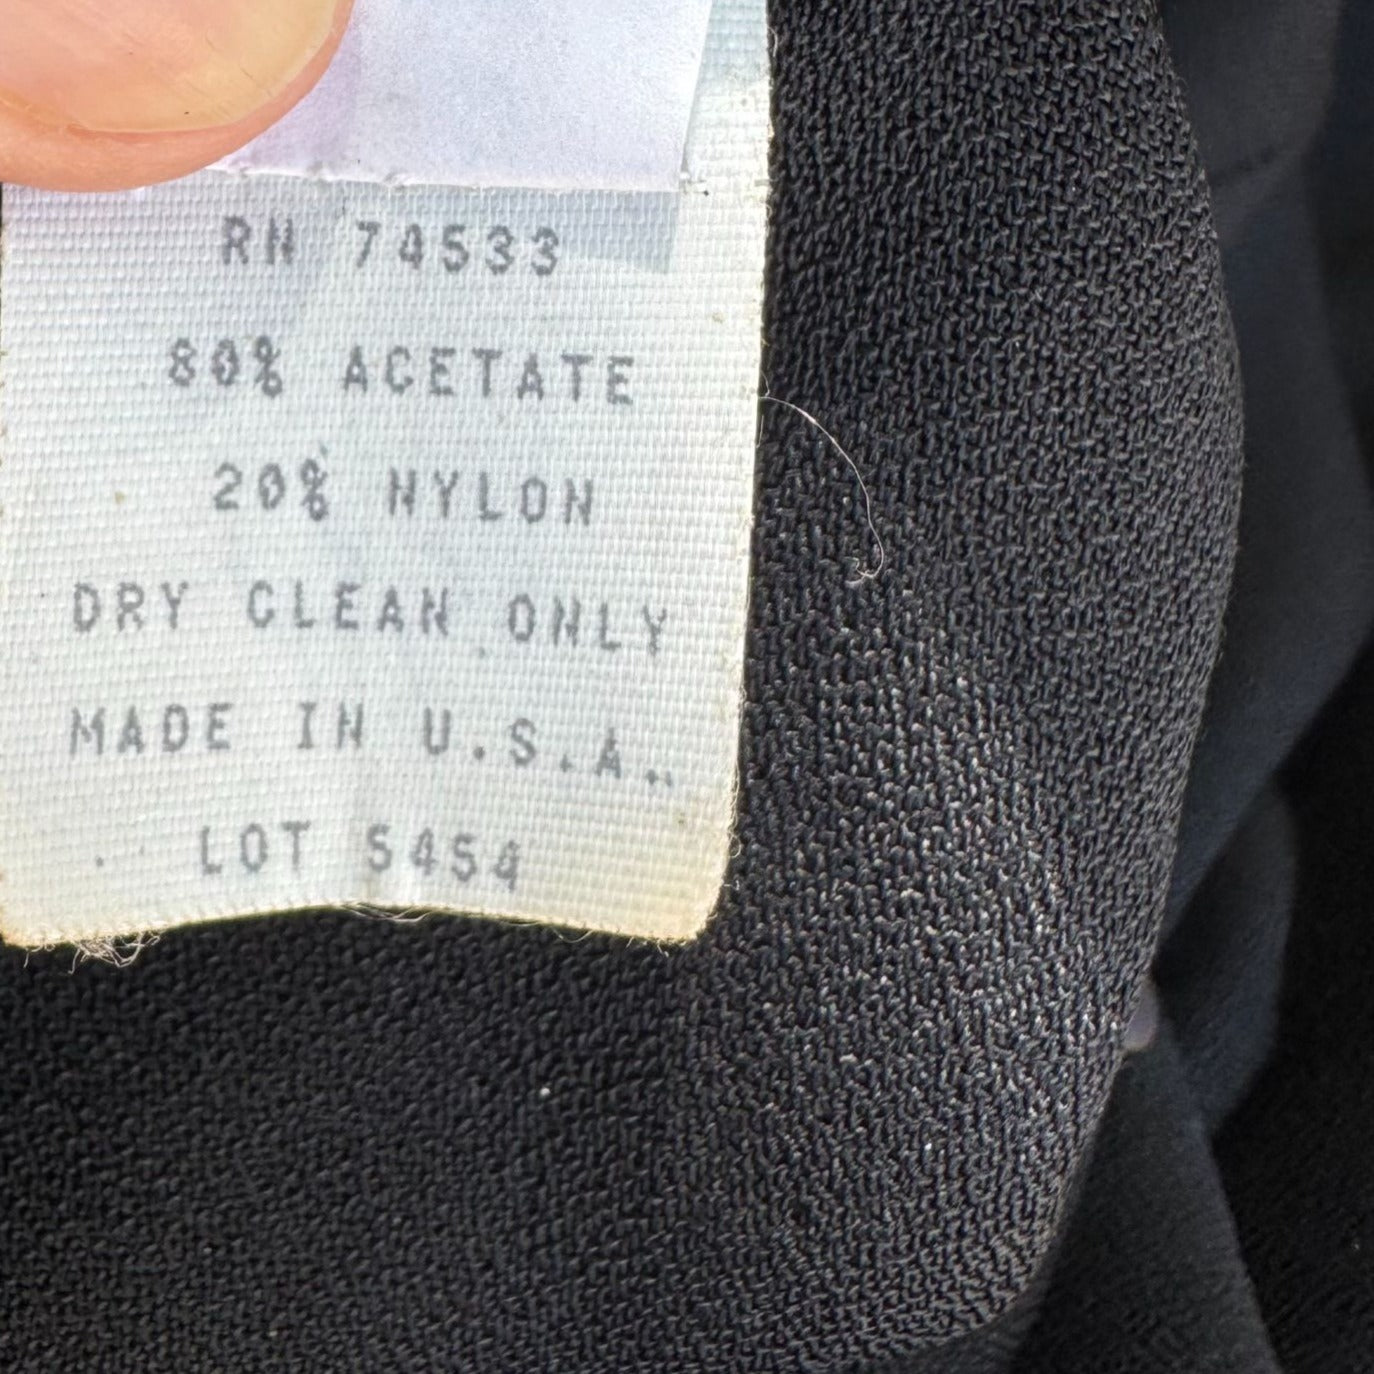 RN 74533
80% ACETATE
20% NYLON
DRY CLEAN ONLY
MADE IN U.S.A..
LOT 5454